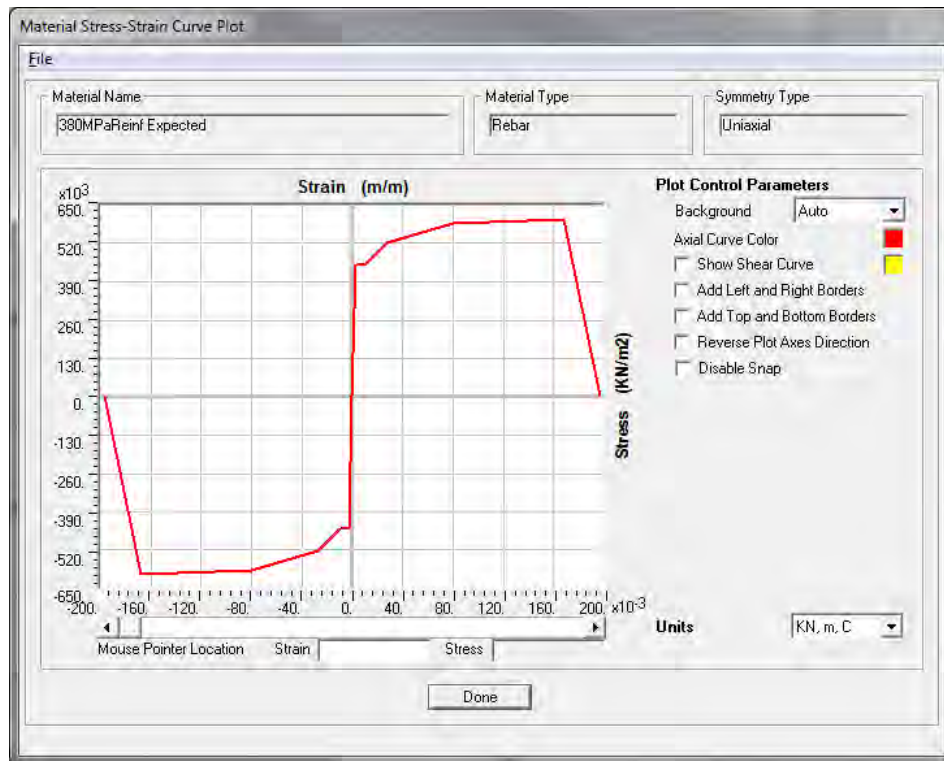 Material Stress-Strain Curve Plot
File
Material Name
380MPaReinf Expected
Material Type
Rebar
Symmetry Type
Uniaxial
Strain (m/m)
x10³
650.
520.
390.
260.
130.
0.
-130.
-260.
-390.
-520.
-650.
-200. -160. -80. -40. 0. 40. 80. 120. 160. 200. x10-3
Stress (KN/m2)
Mouse Pointer Location Strain Stress
Plot Control Parameters
Background Auto
Axial Curve Color
Show Shear Curve
Add Left and Right Borders
Add Top and Bottom Borders
Reverse Plot Axes Direction
Disable Snap
Units KN, m, C
Done